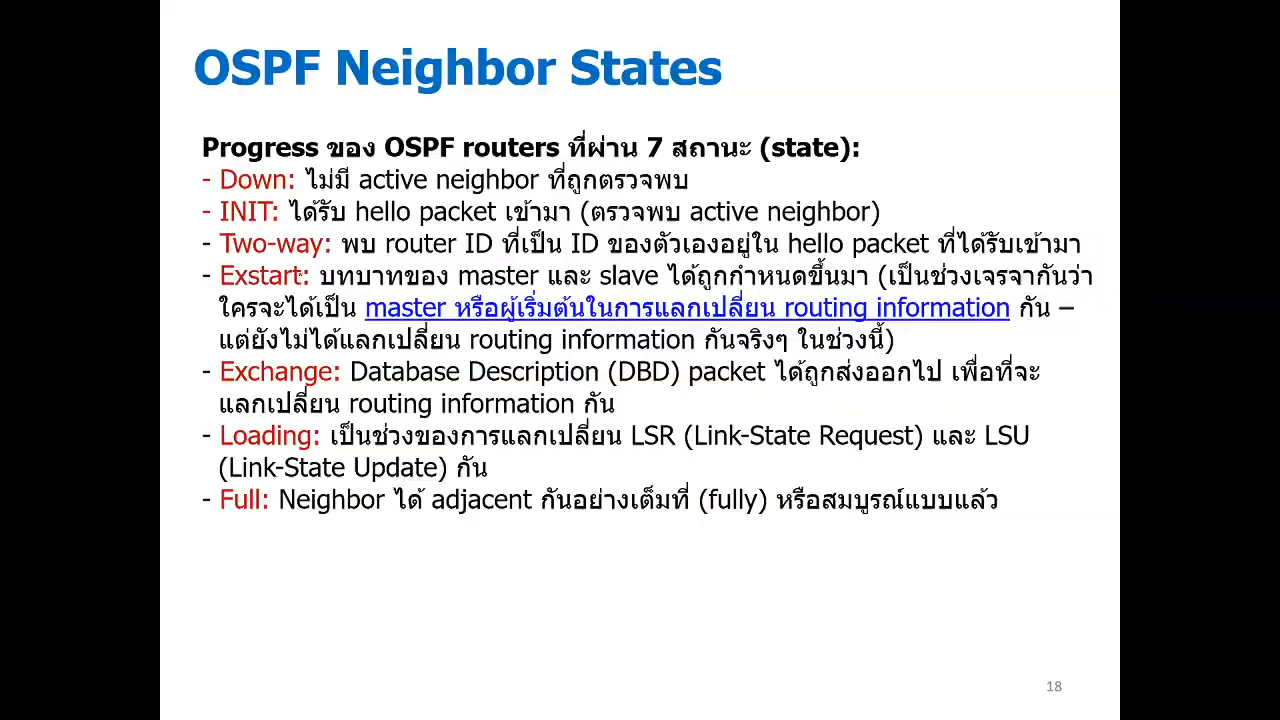 OSPF Neighbor States
Progress ของ OSPF routers ที่ผ่าน 7 สถานะ (state):
- Down: ไม่มี active neighbor ที่ถูกตรวจพบ
- INIT: ได้รับ hello packet เข้ามา (ตรวจพบ active neighbor)
- Two-way: พบ router ID ที่เป็น ID ของตัวเองอยู่ใน hello packet ที่ได้รับเข้ามา
- Exstart: บทบาทของ master และ slave ได้ถูกกำหนดขึ้นมา (เป็นช่วงเจรจากันว่า
ใครจะได้เป็น master หรือผู้เริ่มต้นในการแลกเปลี่ยน routing information กัน –
แต่ยังไม่ได้แลกเปลี่ยน routing information กันจริงๆ ในช่วงนี้)
- Exchange: Database Description (DBD) packet ได้ถูกส่งออกไป เพื่อที่จะ
แลกเปลี่ยน routing information กัน
- Loading: เป็นช่วงของการแลกเปลี่ยน LSR (Link-State Request) และ LSU
(Link-State Update) กัน
- Full: Neighbor ได้ adjacent กันอย่างเต็มที่ (fully) หรือสมบูรณ์แบบแล้ว
18